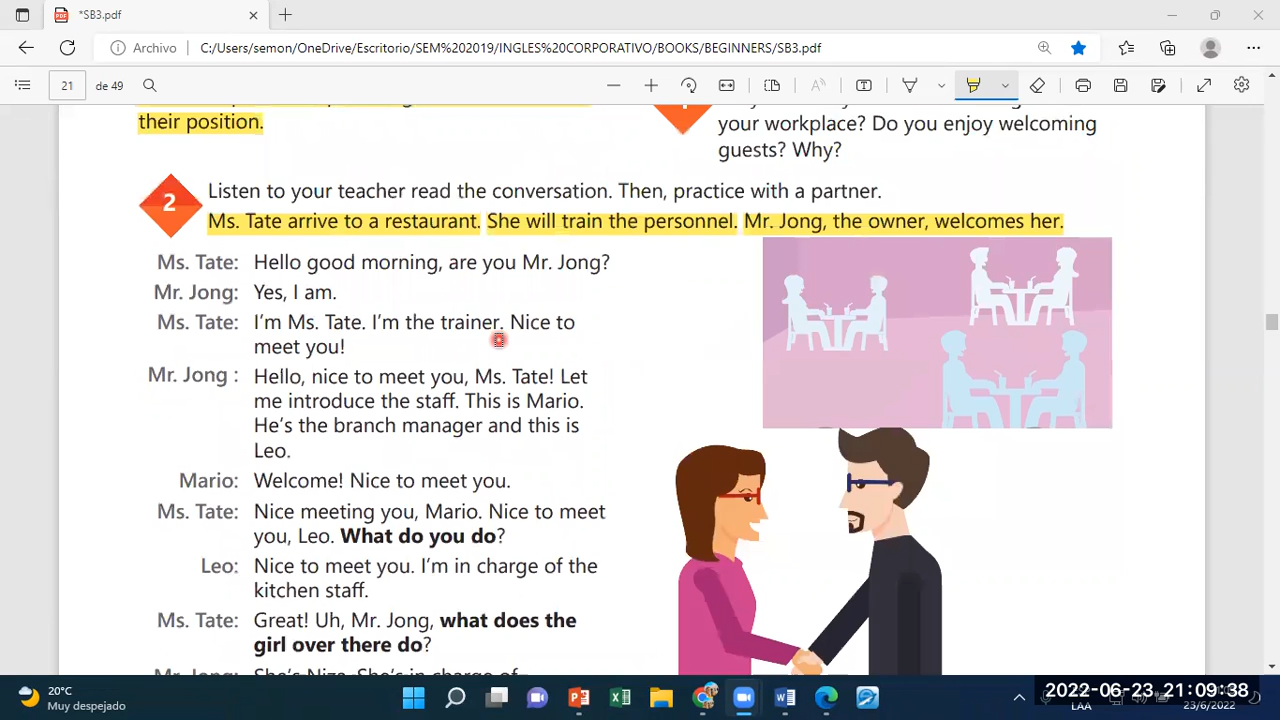 *SB3.pdf
Archivo
C:/Users/semon/OneDrive/Escritorio/SEM%202019/INGLES%20CORPORATIVO/BOOKS/BEGINNERS/SB3.pdf
21
de 49
their position.
your workplace? Do you enjoy welcoming
guests? Why?
2
Listen to your teacher read the conversation. Then, practice with a partner.
Ms. Tate arrive to a restaurant. She will train the personnel. Mr. Jong, the owner, welcomes her.
Ms. Tate: Hello good morning, are you Mr. Jong?
Mr. Jong: Yes, I am.
Ms. Tate: I'm Ms. Tate. I'm the trainer. Nice to
meet you!
Mr. Jong : Hello, nice to meet you, Ms. Tate! Let
me introduce the staff. This is Mario.
He's the branch manager and this is
Leo.
Mario: Welcome! Nice to meet you.
Ms. Tate: Nice meeting you, Mario. Nice to meet
you, Leo. What do you do?
Leo: Nice to meet you. I'm in charge of the
kitchen staff.
Ms. Tate: Great! Uh, Mr. Jong, what does the
girl over there do?
Mr. Jong: She's Niza. She's in charge of
20°C
Muy despejado
2022-06-23 21:09:38
LAA
23/6/2022